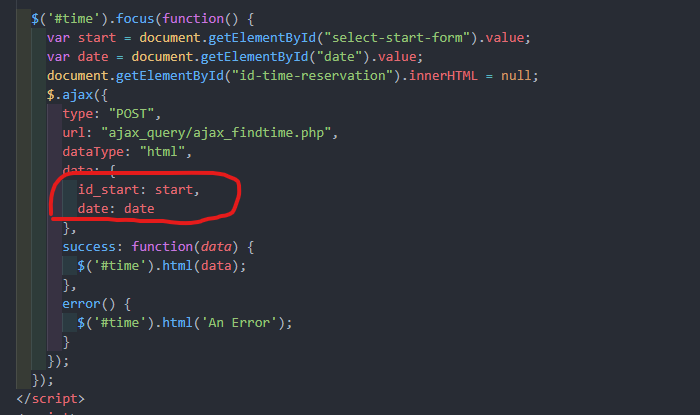 $('#time').focus(function() {
var start = document.getElementById("select-start-form").value;
var date = document.getElementById("date").value;
document.getElementById("id-time-reservation").innerHTML = null;
$.ajax({
type: "POST",
url: "ajax_query/ajax_findtime.php",
dataType: "html",
data: {
id_start: start,
date: date
},
success: function(data) {
$('#time').html(data);
},
error() {
$('#time').html('An Error');
}
});
});
</script>